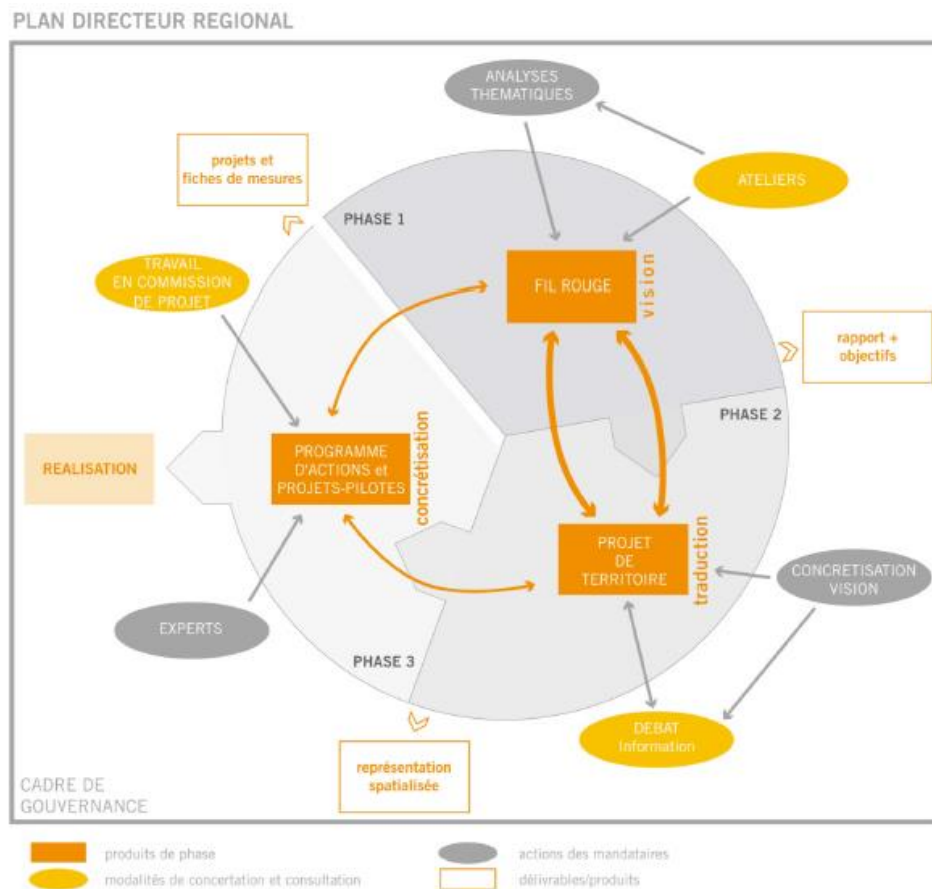 PLAN DIRECTEUR REGIONAL
ANALYSES
THEMATIQUES
projets et
fiches de mesures
ATELIERS
PHASE 1
TRAVAIL
EN COMMISSION
DE PROJET
FIL ROUGE
vision
rapport +
objectifs
PHASE 2
REALISATION
PROGRAMME
D'ACTIONS et
PROJETS-PILOTES
concrétisation
PROJET
DE
TERRITOIRE
traduction
CONCRETISATION
VISION
EXPERTS
PHASE 3
DEBAT
Information
représentation
spatialisée
CADRE DE
GOUVERNANCE
produits de phase
actions des mandataires
modalités de concertation et consultation
délivrables/produits